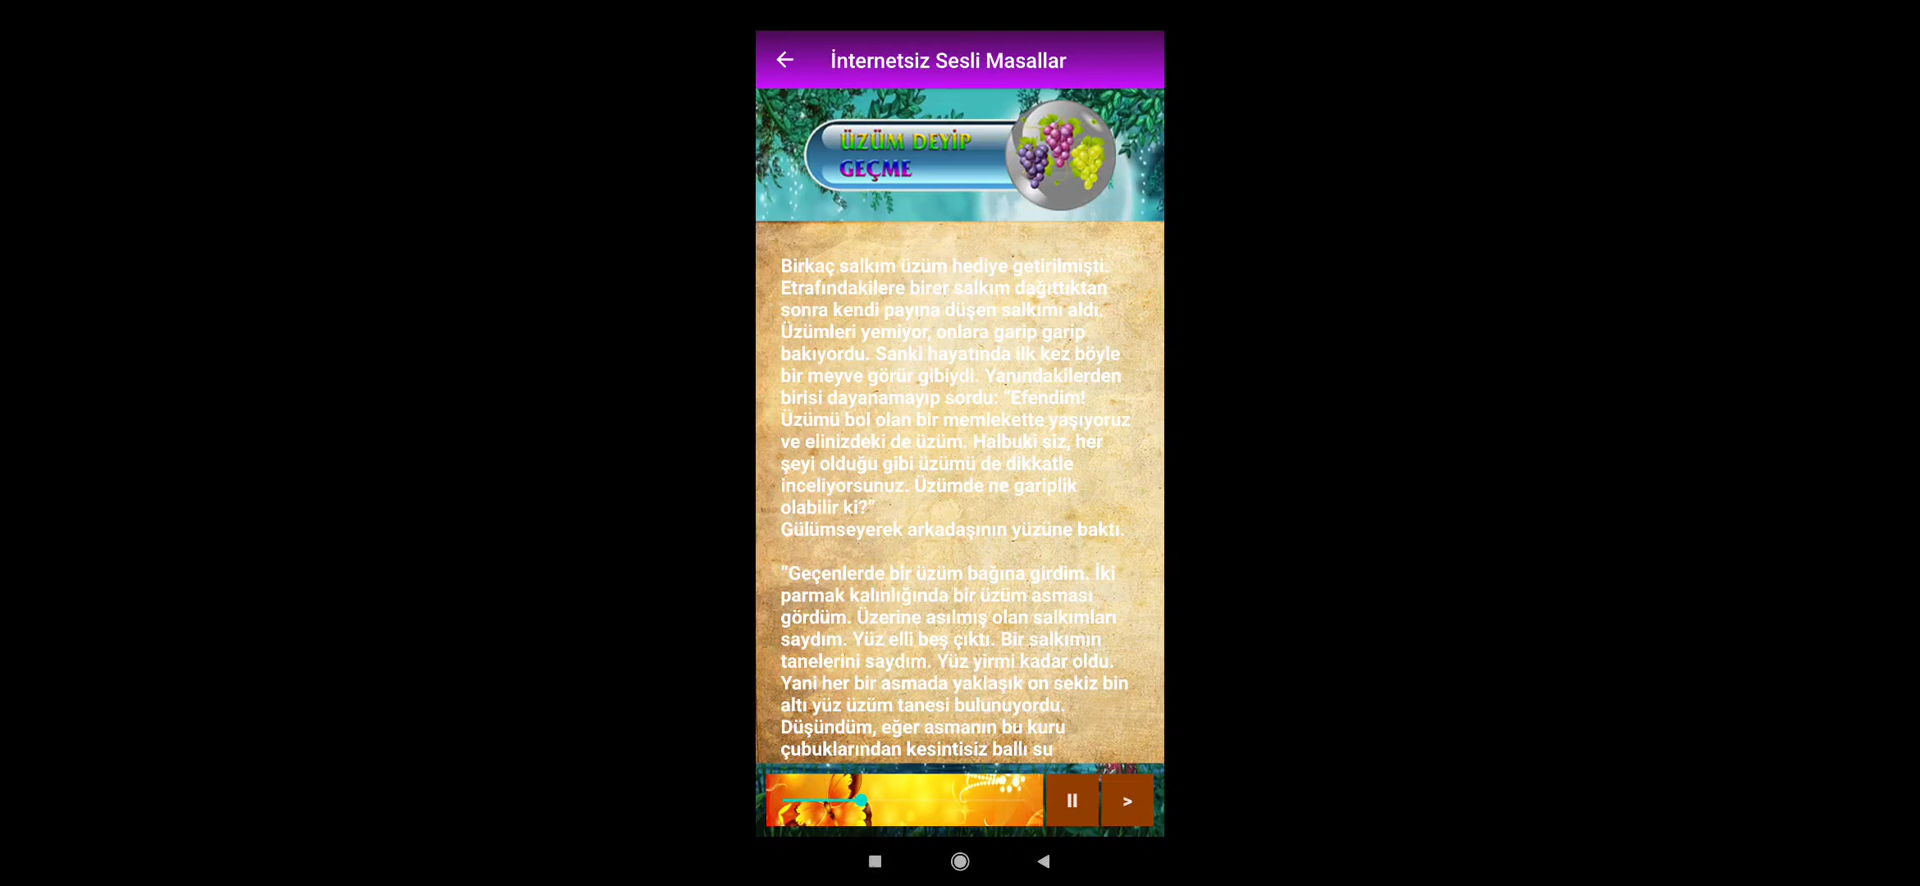 İnternetsiz Sesli Masallar
ÜZÜM DEYİP
GEÇME
Birkaç salkım üzüm hediye getirilmişti.
Etrafındakilere birer salkım dağıttıktan
sonra kendi payına düşen salkımı aldı.
Üzümleri yemiyor, onlara garip garip
bakıyordu. Sanki hayatında ilk kez böyle
bir meyve görür gibiydi. Yanındakilerden
birisi dayanamayıp sordu: “Efendim!
Üzümü bol olan bir memlekette yaşıyoruz
ve elinizdeki de üzüm. Halbuki siz, her
şeyi olduğu gibi üzümü de dikkatle
inceliyorsunuz. Üzümde ne gariplik
olabilir ki?”
Gülümseyerek arkadaşının yüzüne baktı.
“Geçenlerde bir üzüm bağına girdim. İki
parmak kalınlığında bir üzüm asması
gördüm. Üzerine asılmış olan salkımları
saydım. Yüz elli beş çıktı. Bir salkımın
tanelerini saydım. Yüz yirmi kadar oldu.
Yani her bir asmada yaklaşık on sekiz bin
altı yüz üzüm tanesi bulunuyordu.
Düşündüm, eğer asmanın bu kuru
çubuklarından kesintisiz ballı su
>